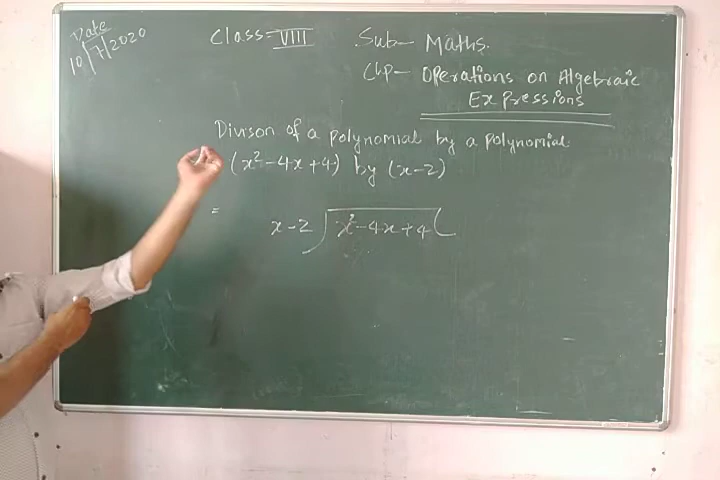 Date
10/7/2020
Class = VIII Sub- Maths.
Chp- Operations on Algebraic
Expressions
Divison of a polynomial by a polynomial.
(x² - 4x + 4) by (x - 2)
= x - 2 ) x² - 4x + 4 (